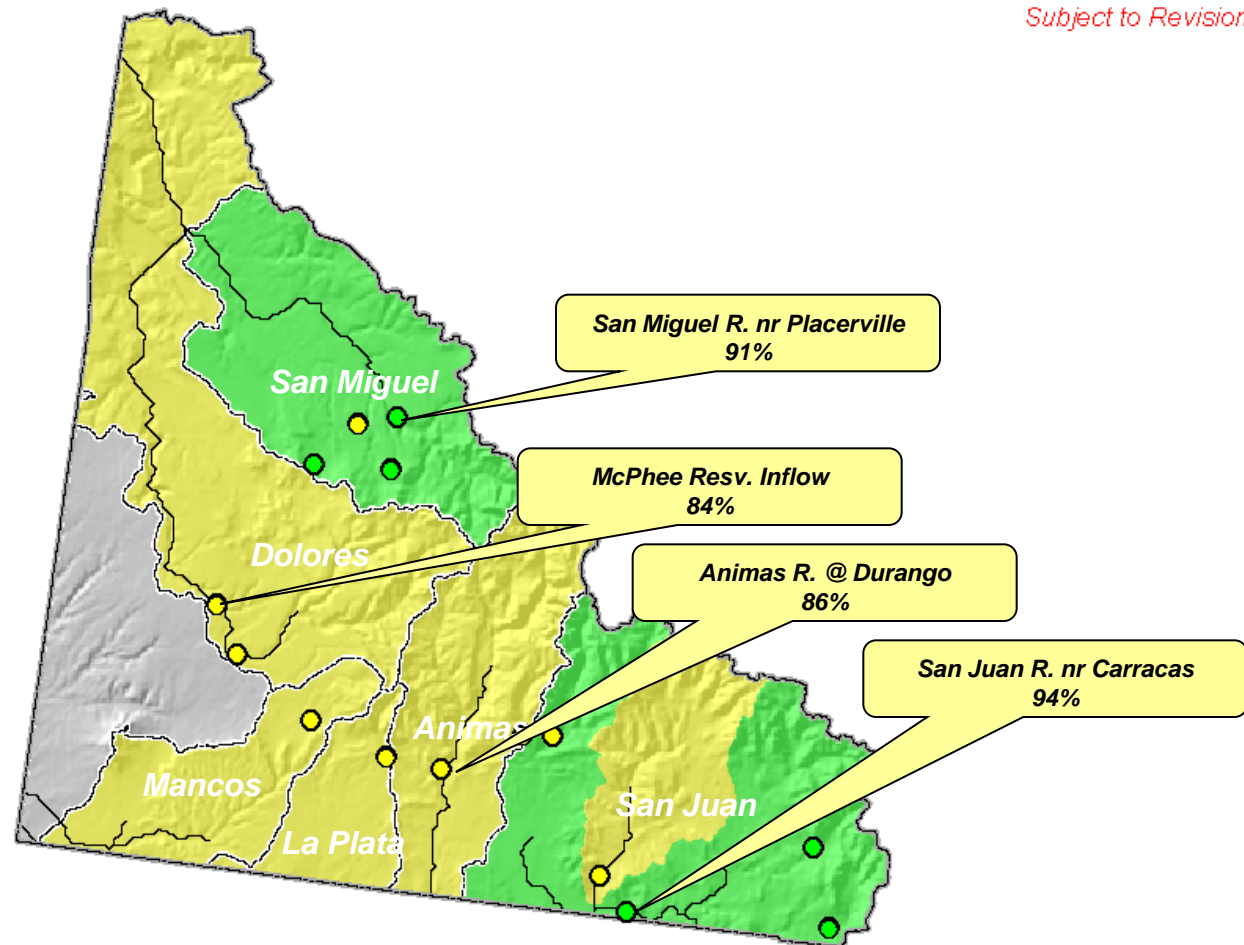 Subject to Revision
San Miguel R. nr Placerville
91%
San Miguel
McPhee Resv. Inflow
84%
Dolores
Animas R. @ Durango
86%
San Juan R. nr Carracas
94%
Animas
Mancos
San Juan
La Plata